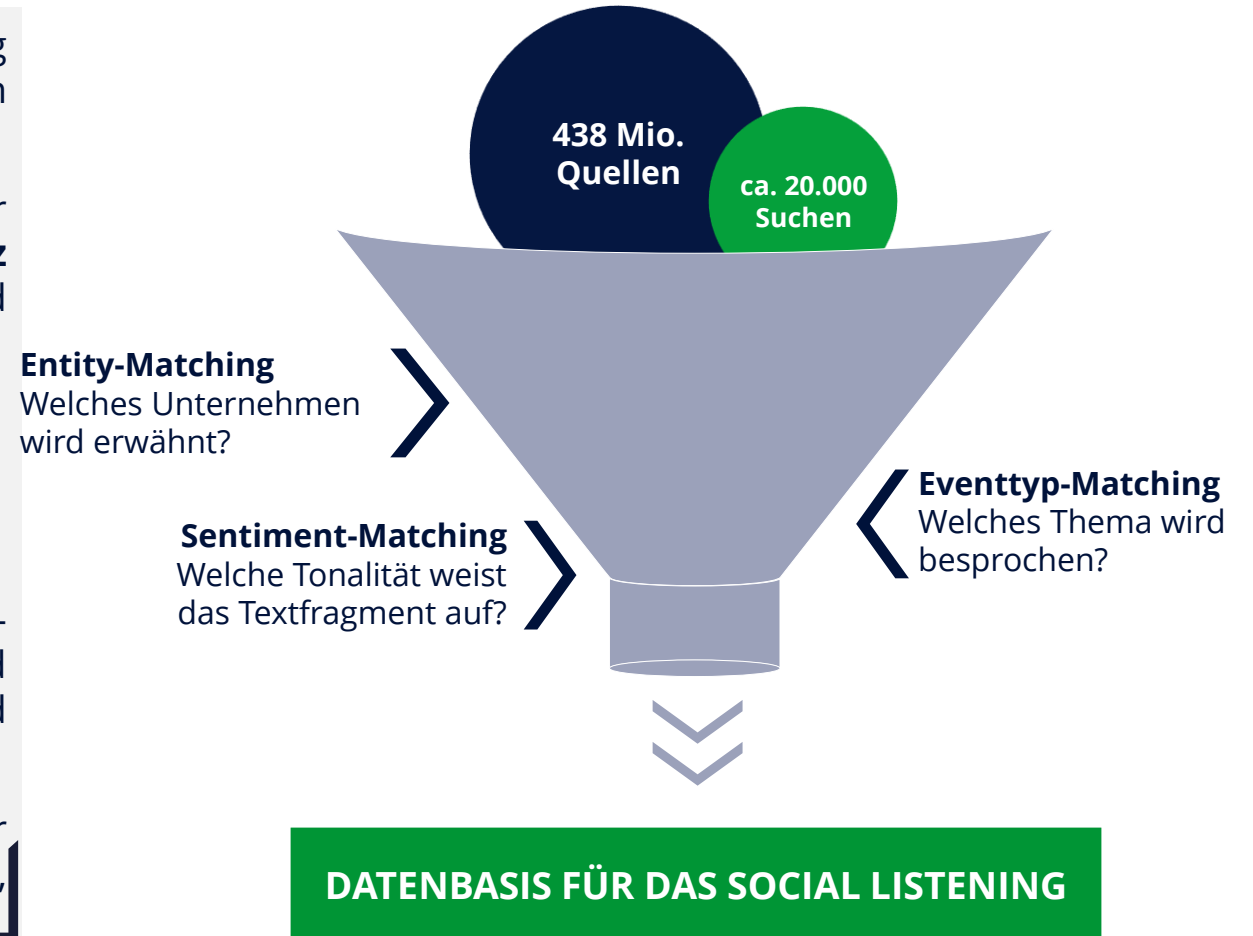 438 Mio.
Quellen
ca. 20.000
Suchen
Entity-Matching
Welches Unternehmen
wird erwähnt?
Eventtyp-Matching
Welches Thema wird
besprochen?
Sentiment-Matching
Welche Tonalität weist
das Textfragment auf?
DATENBASIS FÜR DAS SOCIAL LISTENING